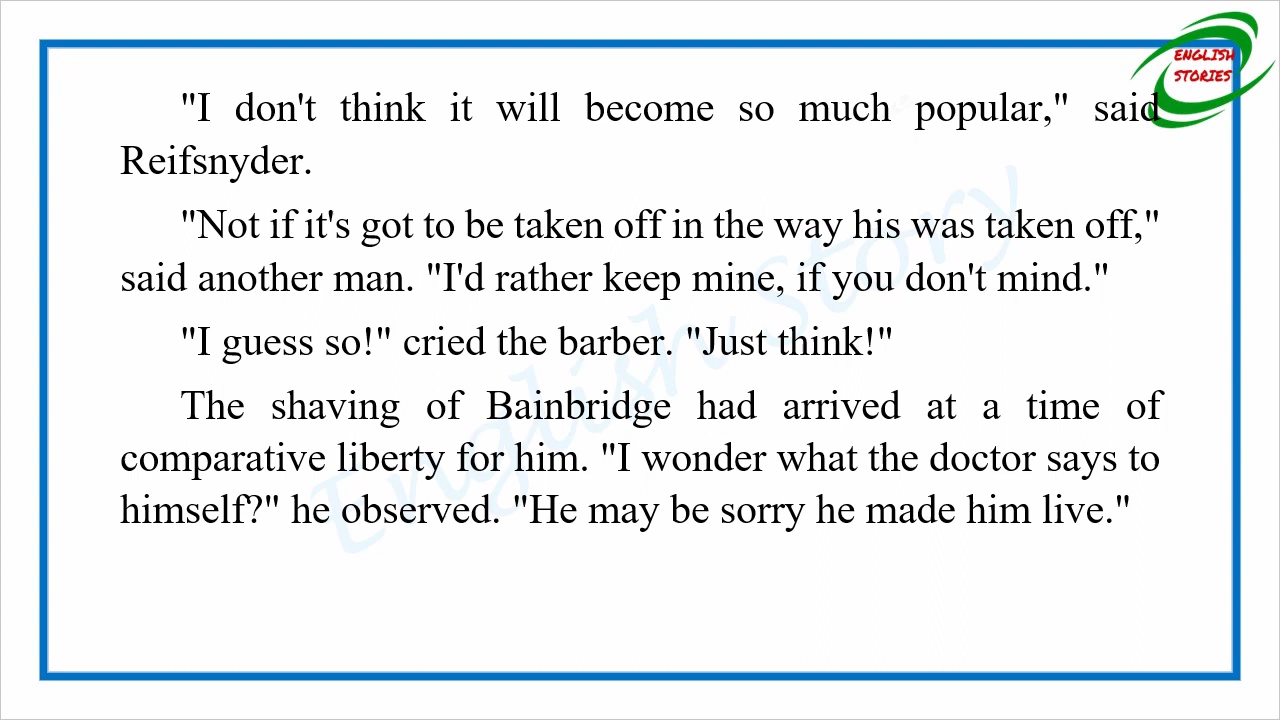 ENGLISH
STORIES
"I don't think it will become so much popular," said
Reifsnyder.
"Not if it's got to be taken off in the way his was taken off,"
said another man. "I'd rather keep mine, if you don't mind."
"I guess so!" cried the barber. "Just think!"
The shaving of Bainbridge had arrived at a time of
comparative liberty for him. "I wonder what the doctor says to
himself?" he observed. "He may be sorry he made him live."
English Story